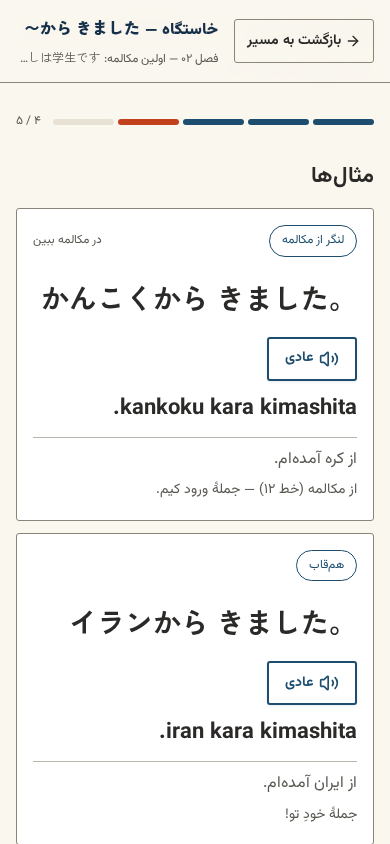 بازگشت به مسیر
خاستگاه — 〜から きました
فصل ۰۲ — اولین مکالمه: しは学生です...
۵ / ۴
مثال‌ها
لنگر از مکالمه
در مکالمه ببین
かんこくから きました。
عادی
kankoku kara kimashita.
از کره آمده‌ام.
از مکالمه (خط ۱۲) — جملهٔ ورود کیم.
هم‌قاب
イランから きました。
عادی
iran kara kimashita.
از ایران آمده‌ام.
جملهٔ خودِ تو!